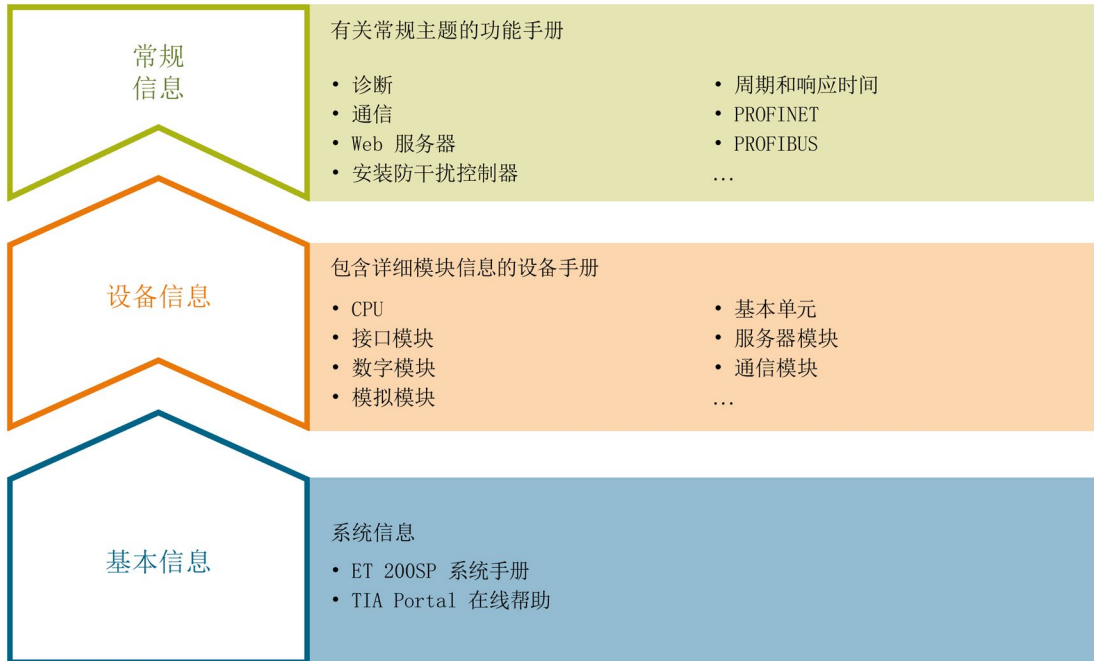 常规
信息
有关常规主题的功能手册
• 诊断
• 通信
• Web 服务器
• 安装防干扰控制器
• 周期和响应时间
• PROFINET
• PROFIBUS
...
设备信息
包含详细模块信息的设备手册
• CPU
• 接口模块
• 数字模块
• 模拟模块
• 基本单元
• 服务器模块
• 通信模块
...
基本信息
系统信息
• ET 200SP 系统手册
• TIA Portal 在线帮助